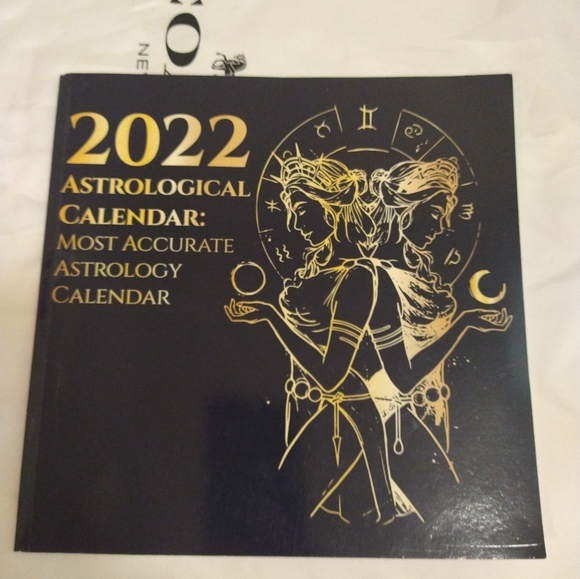 2022
ASTROLOGICAL
CALENDAR:
MOST ACCURATE
ASTROLOGY
CALENDAR